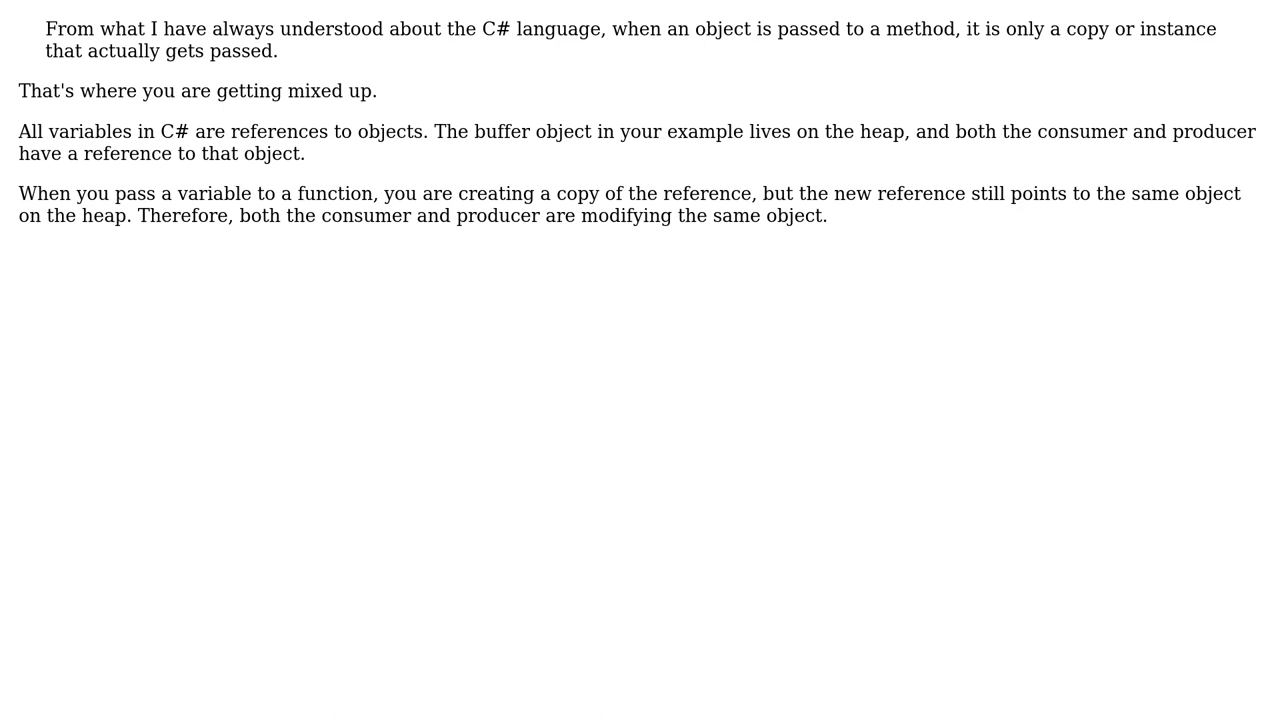 From what I have always understood about the C# language, when an object is passed to a method, it is only a copy or instance
that actually gets passed.
That's where you are getting mixed up.
All variables in C# are references to objects. The buffer object in your example lives on the heap, and both the consumer and producer
have a reference to that object.
When you pass a variable to a function, you are creating a copy of the reference, but the new reference still points to the same object
on the heap. Therefore, both the consumer and producer are modifying the same object.